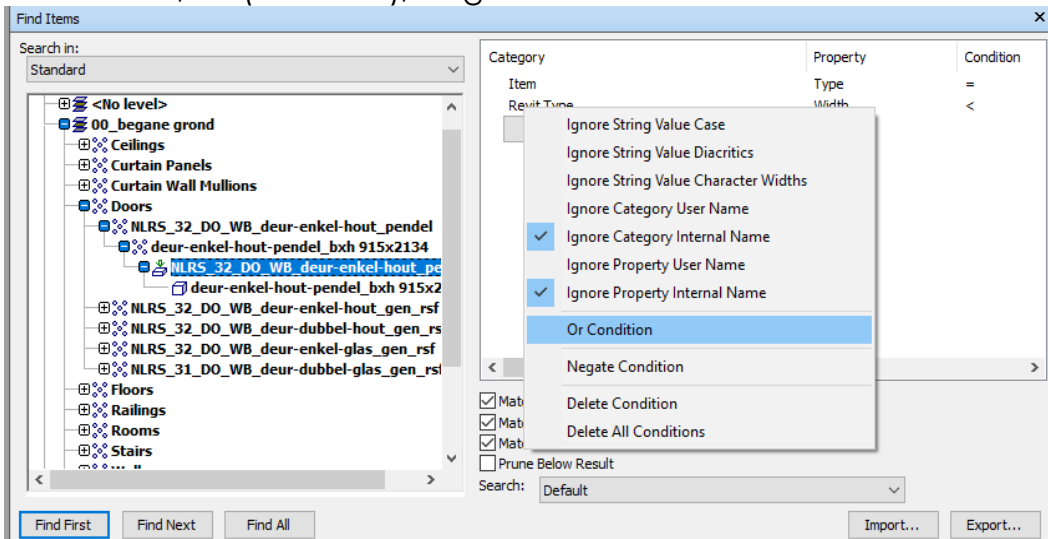 Find Items
Search in:
Standard
<No level>
00_begane grond
Ceilings
Curtain Panels
Curtain Wall Mullions
Doors
NLRS_32_DO_WB_deur-enkel-hout_pendel
deur-enkel-hout-pendel_bxh 915x2134
NLRS_32_DO_WB_deur-enkel-hout_pe
deur-enkel-hout-pendel_bxh 915x2
NLRS_32_DO_WB_deur-enkel-hout_gen_rsf
NLRS_32_DO_WB_deur-dubbel-hout_gen_rs
NLRS_32_DO_WB_deur-enkel-glas_gen_rsf
NLRS_31_DO_WB_deur-dubbel-glas_gen_rsf
Floors
Railings
Rooms
Stairs
Category Property Condition
Item Type =
Revit Type Width <
Ignore String Value Case
Ignore String Value Diacritics
Ignore String Value Character Widths
Ignore Category User Name
Ignore Category Internal Name
Ignore Property User Name
Ignore Property Internal Name
Or Condition
Negate Condition
Delete Condition
Delete All Conditions
Mat
Mat
Mat
Prune Below Result
Search: Default
Find First Find Next Find All Import... Export...